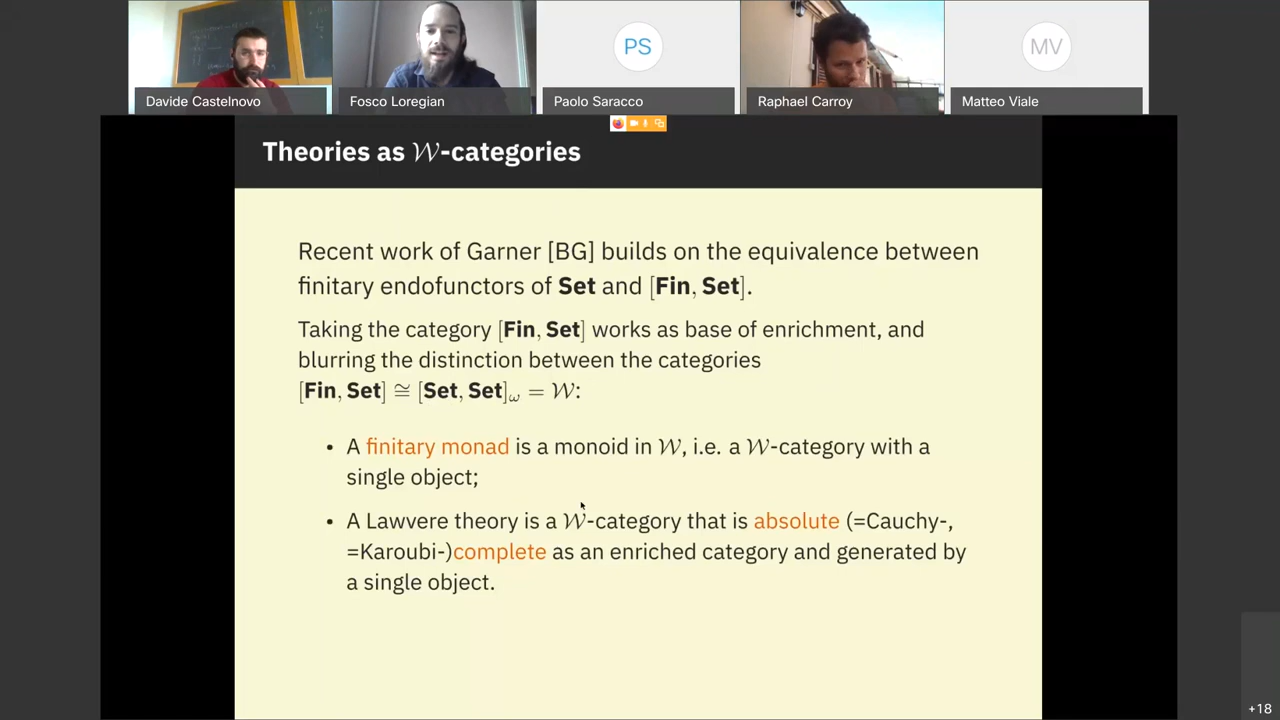 PS
MV
Davide Castelnovo
Fosco Loregian
Paolo Saracco
Raphael Carroy
Matteo Viale
Theories as 𝒲-categories
Recent work of Garner [BG] builds on the equivalence between
finitary endofunctors of Set and [Fin, Set].
Taking the category [Fin, Set] works as base of enrichment, and
blurring the distinction between the categories
[Fin, Set] ≅ [Set, Set]ω = 𝒲:
• A finitary monad is a monoid in 𝒲, i.e. a 𝒲-category with a
single object;
• A Lawvere theory is a 𝒲-category that is absolute (=Cauchy-,
=Karoubi-)complete as an enriched category and generated by
a single object.
+18